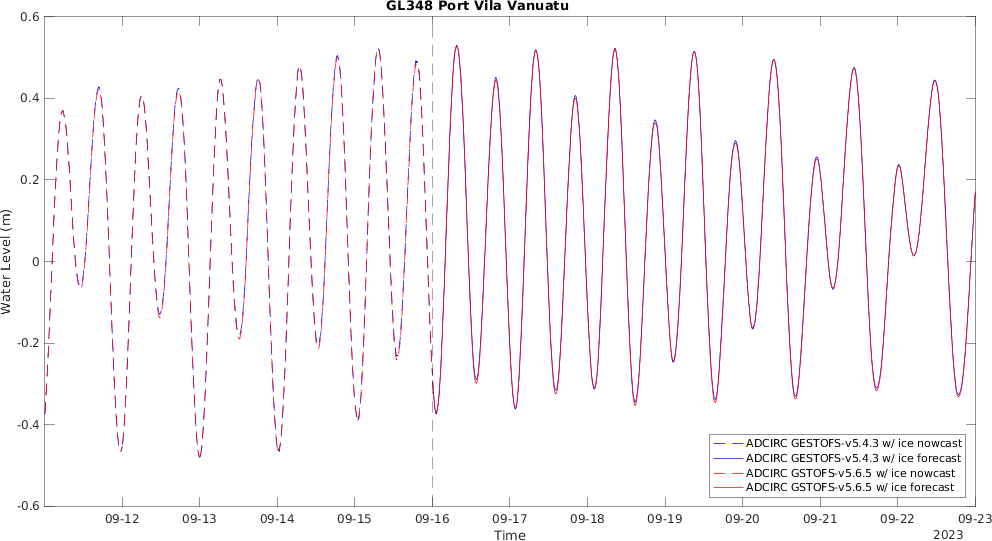 GL348 Port Vila Vanuatu
0.6
0.4
0.2
0
-0.2
-0.4
-0.6
Water Level (m)
ADCIRC GESTOFS-v5.4.3 w/ ice nowcast
ADCIRC GESTOFS-v5.4.3 w/ ice forecast
ADCIRC GSTOFS-v5.6.5 w/ ice nowcast
ADCIRC GSTOFS-v5.6.5 w/ ice forecast
09-12 09-13 09-14 09-15 09-16 09-17 09-18 09-19 09-20 09-21 09-22 09-23
Time
2023